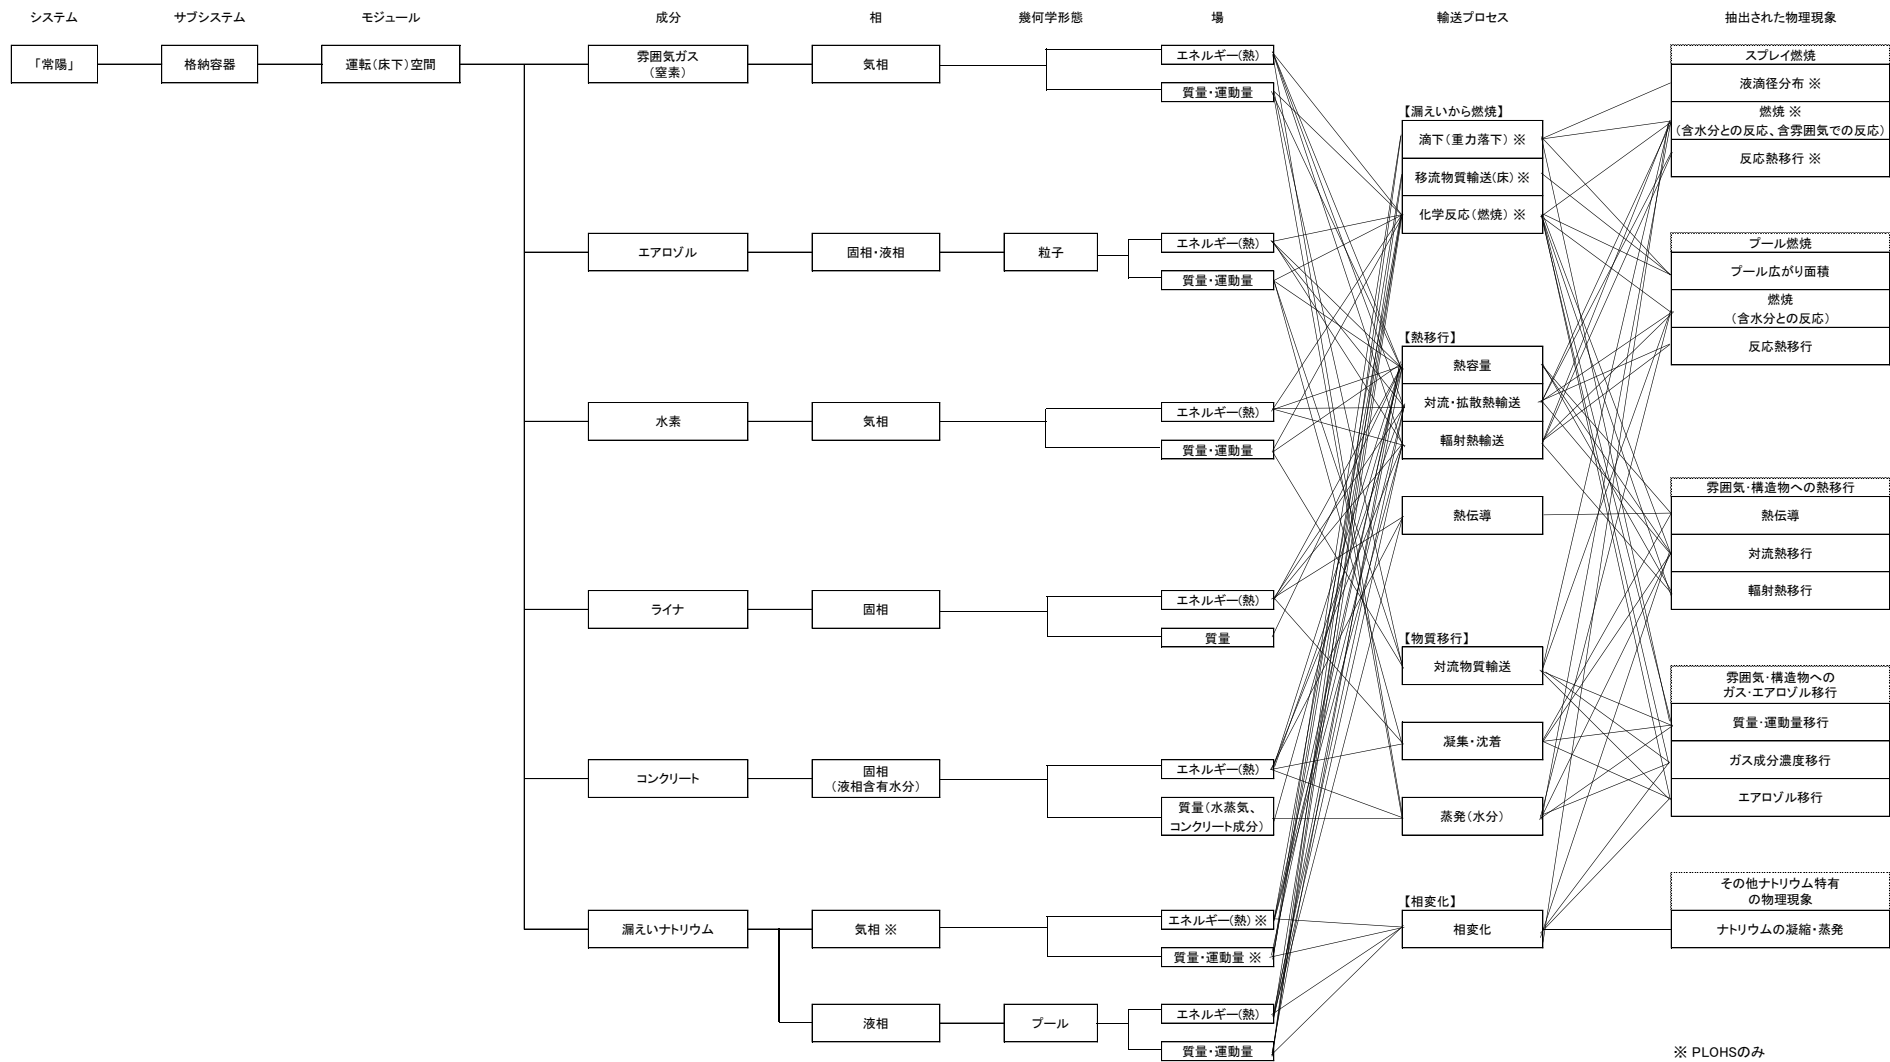 システム
サブシステム
モジュール
成分
相
幾何学形態
場
輸送プロセス
抽出された物理現象
「常陽」
格納容器
運転(床下)空間
雰囲気ガス
(窒素)
気相
エネルギー(熱)
質量・運動量
エアロゾル
固相・液相
粒子
エネルギー(熱)
質量・運動量
水素
気相
エネルギー(熱)
質量・運動量
ライナ
固相
エネルギー(熱)
質量
コンクリート
固相
(液相含有水分)
エネルギー(熱)
質量(水蒸気、
コンクリート成分)
漏えいナトリウム
気相 ※
エネルギー(熱) ※
質量・運動量 ※
液相
プール
エネルギー(熱)
質量・運動量
【漏えいから燃焼】
滴下(重力落下) ※
移流物質輸送(床) ※
化学反応(燃焼) ※
【熱移行】
熱容量
対流・拡散熱輸送
輻射熱輸送
熱伝導
【物質移行】
対流物質輸送
凝集・沈着
蒸発(水分)
【相変化】
相変化
スプレイ燃焼
液滴径分布 ※
燃焼 ※
(含水分との反応、含雰囲気での反応)
反応熱移行 ※
プール燃焼
プール広がり面積
燃焼
(含水分との反応)
反応熱移行
雰囲気・構造物への熱移行
熱伝導
対流熱移行
輻射熱移行
雰囲気・構造物への
ガス・エアロゾル移行
質量・運動量移行
ガス成分濃度移行
エアロゾル移行
その他ナトリウム特有
の物理現象
ナトリウムの凝縮・蒸発
※ PLOHSのみ